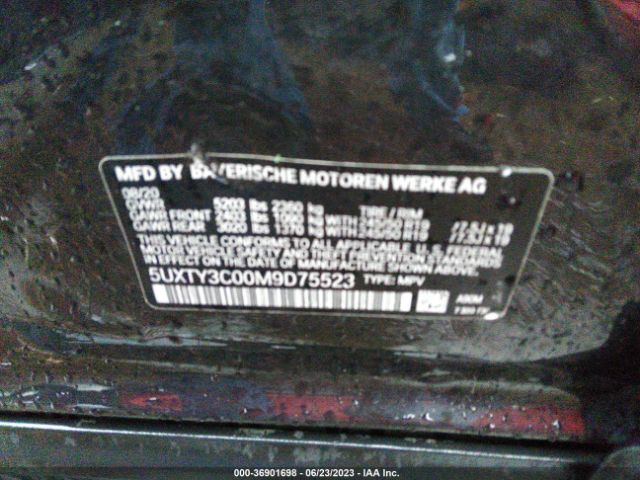 MFD BY BAYERISCHE MOTOREN WERKE AG
08/20
GVWR 5203 lbs 2360 kg TIRE / RIM
GAWR FRONT 2403 lbs 1090 kg WITH
GAWR REAR 3020 lbs 1370 kg WITH
THIS VEHICLE CONFORMS TO ALL APPLICABLE U. S. FEDERAL
MOTOR VEHICLE SAFETY AND THEFT PREVENTION STANDARDS
IN EFFECT ON THE DATE OF MANUFACTURE SHOWN ABOVE
5UXTY3C00M9D75523 TYPE: MPV
000-36901698 - 06/23/2023 - IAA Inc.